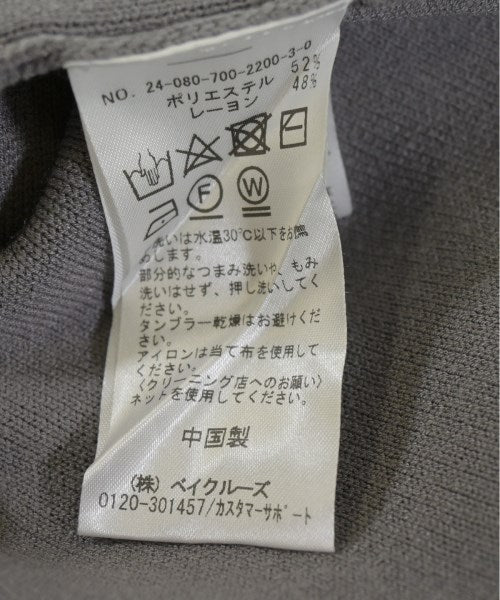 NO. 24-080-700-2200-3-0
ポリエステル 52%
レーヨン 48%
F W
洗いは水温30℃以下をお薦
めします。
部分的なつまみ洗いや、もみ
洗いはせず、押し洗いしてく
ださい。
タンブラー乾燥はお避けくだ
さい。
アイロンは当て布を使用して
ください。
〈クリーニング店へのお願い〉
ネットを使用してください。
中国製
(株) ベイクルーズ
0120-301457/カスタマーサポート